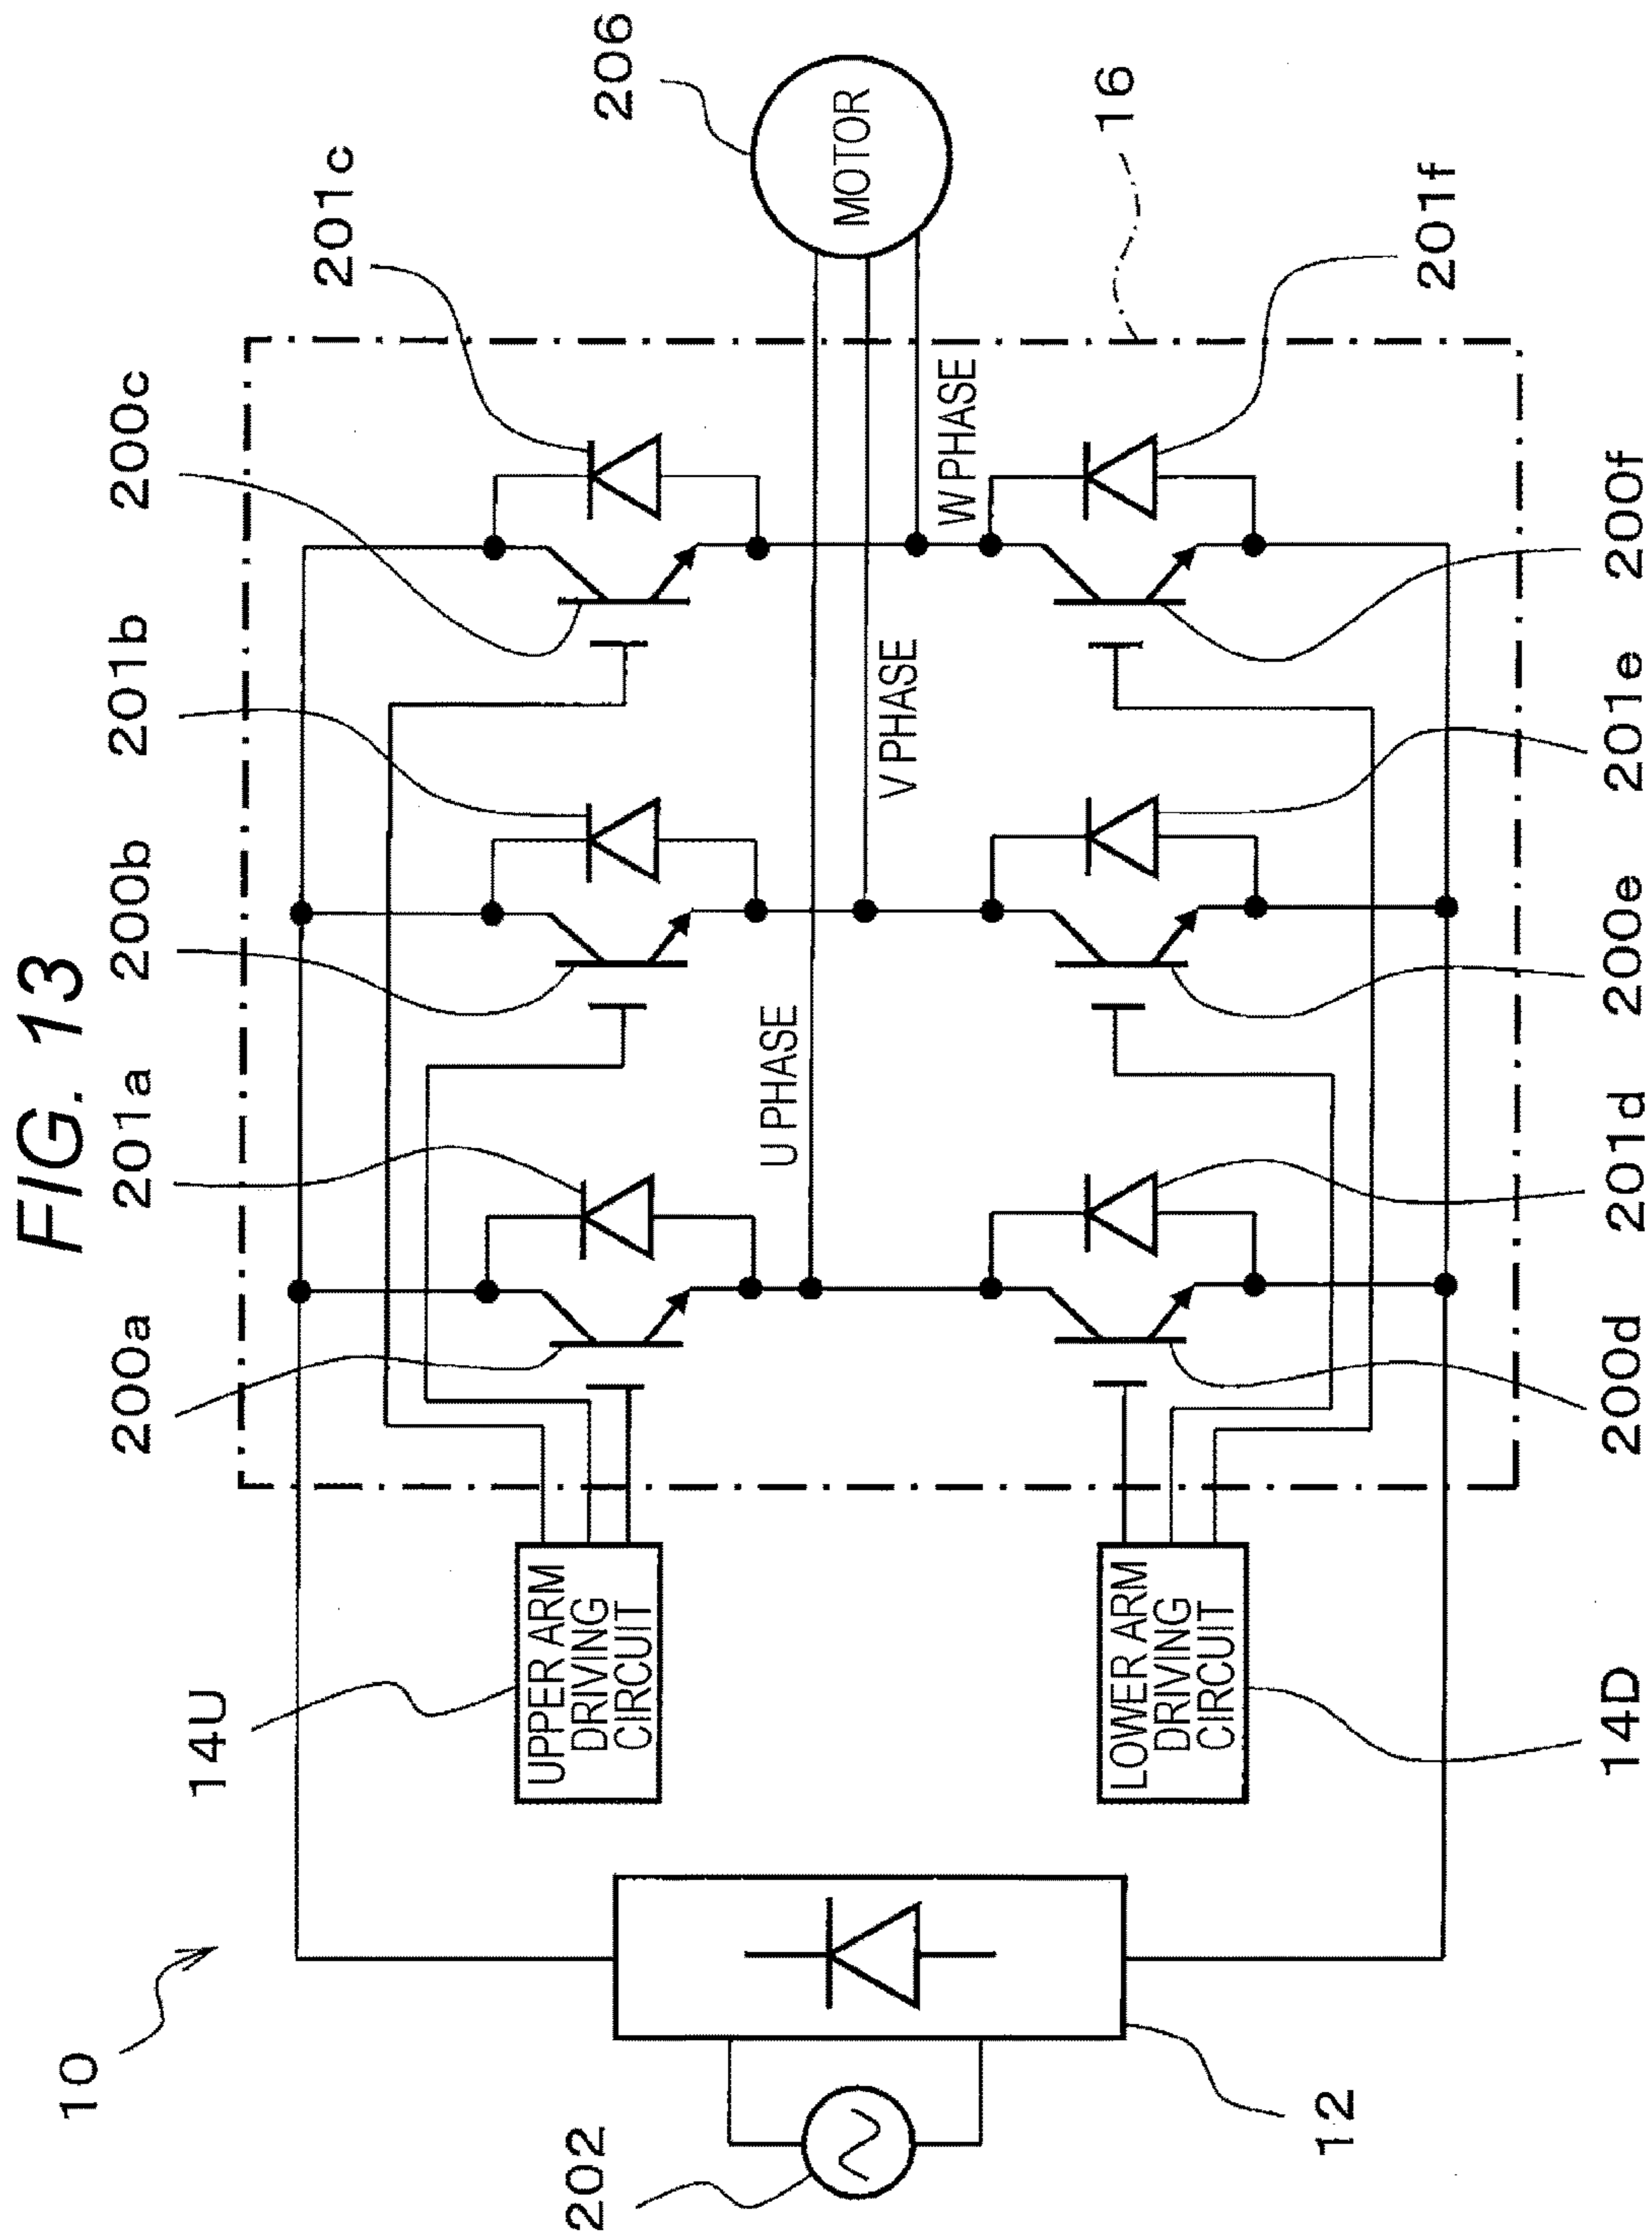 FIG. 13
10
14U
200a
201a
200b
201b
200c
201c
206
MOTOR
16
UPPER ARM
DRIVING
CIRCUIT
U PHASE
V PHASE
W PHASE
LOWER ARM
DRIVING
CIRCUIT
202
12
14D
200d
201d
200e
201e
200f
201f